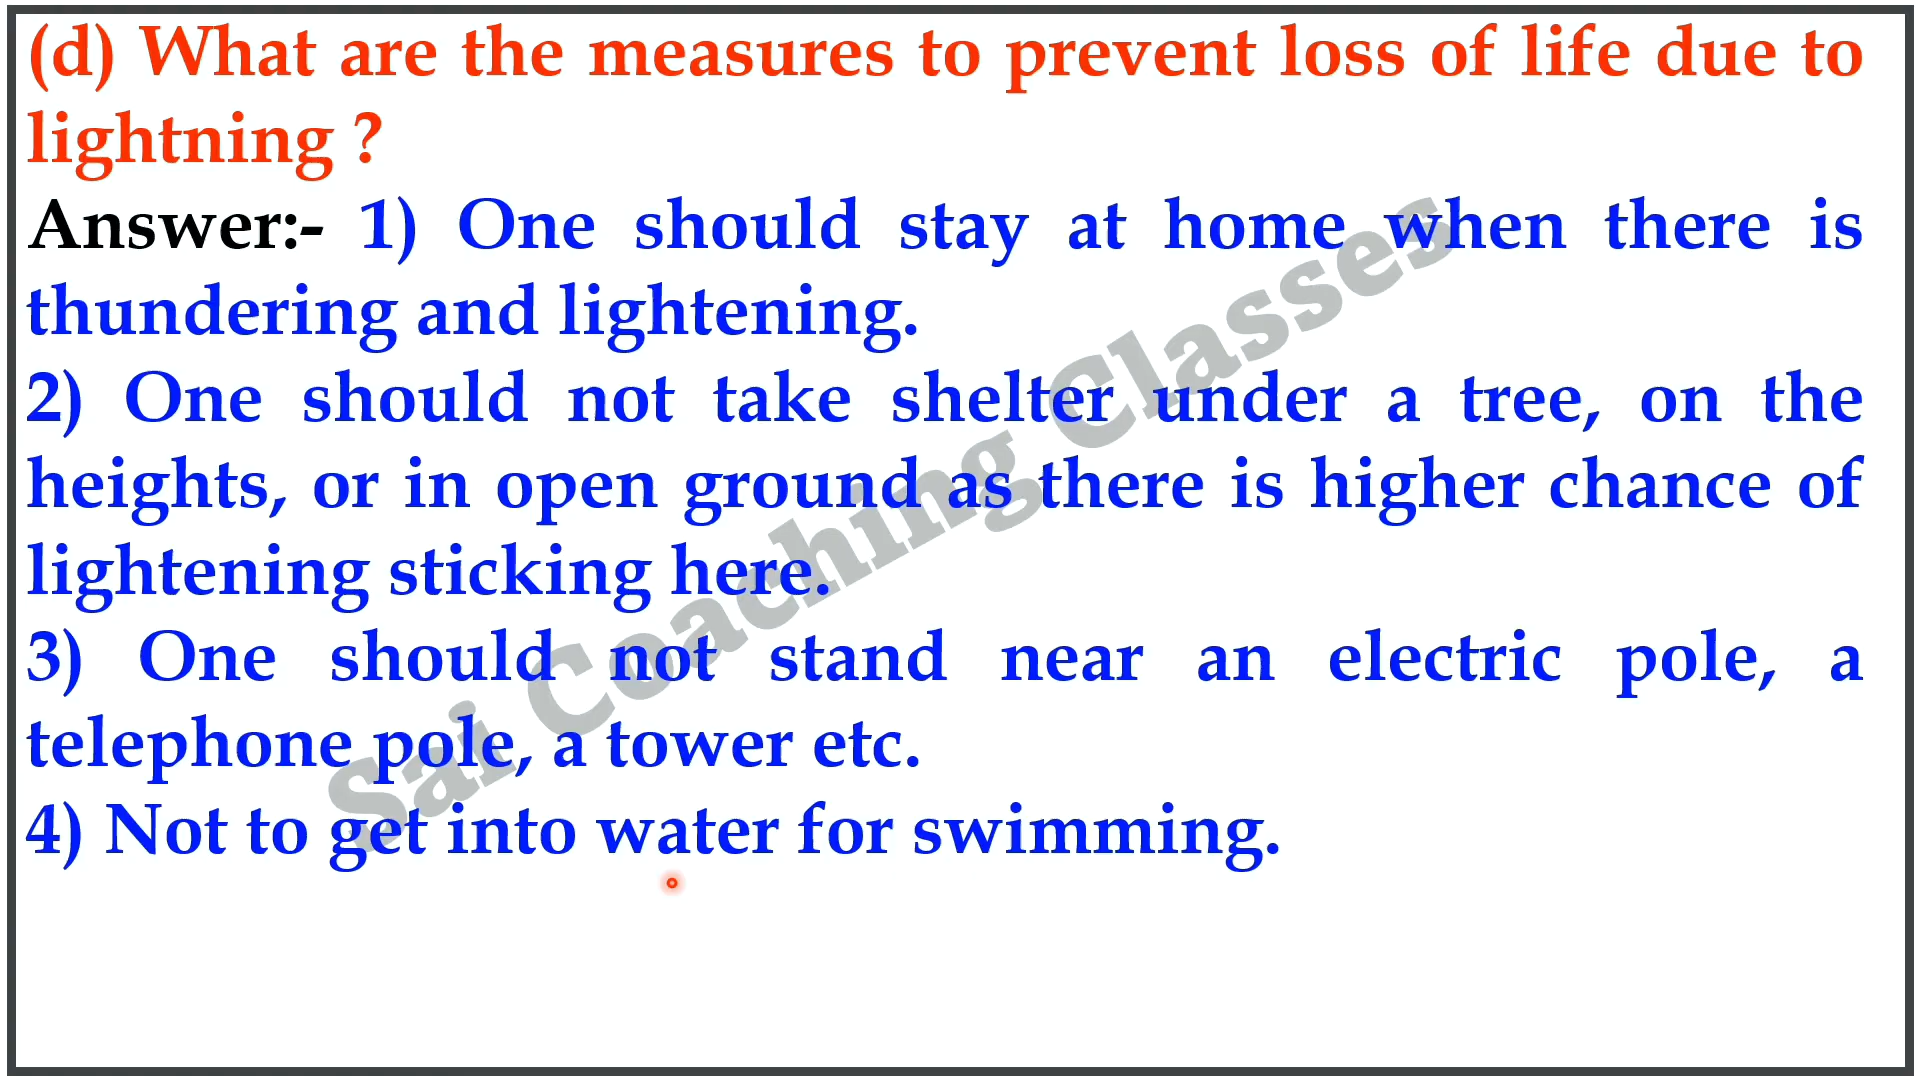 (d) What are the measures to prevent loss of life due to
lightning ?
Answer:- 1) One should stay at home when there is
thundering and lightening.
2) One should not take shelter under a tree, on the
heights, or in open ground as there is higher chance of
lightening sticking here.
3) One should not stand near an electric pole, a
telephone pole, a tower etc.
4) Not to get into water for swimming.
Sai Coaching Classes